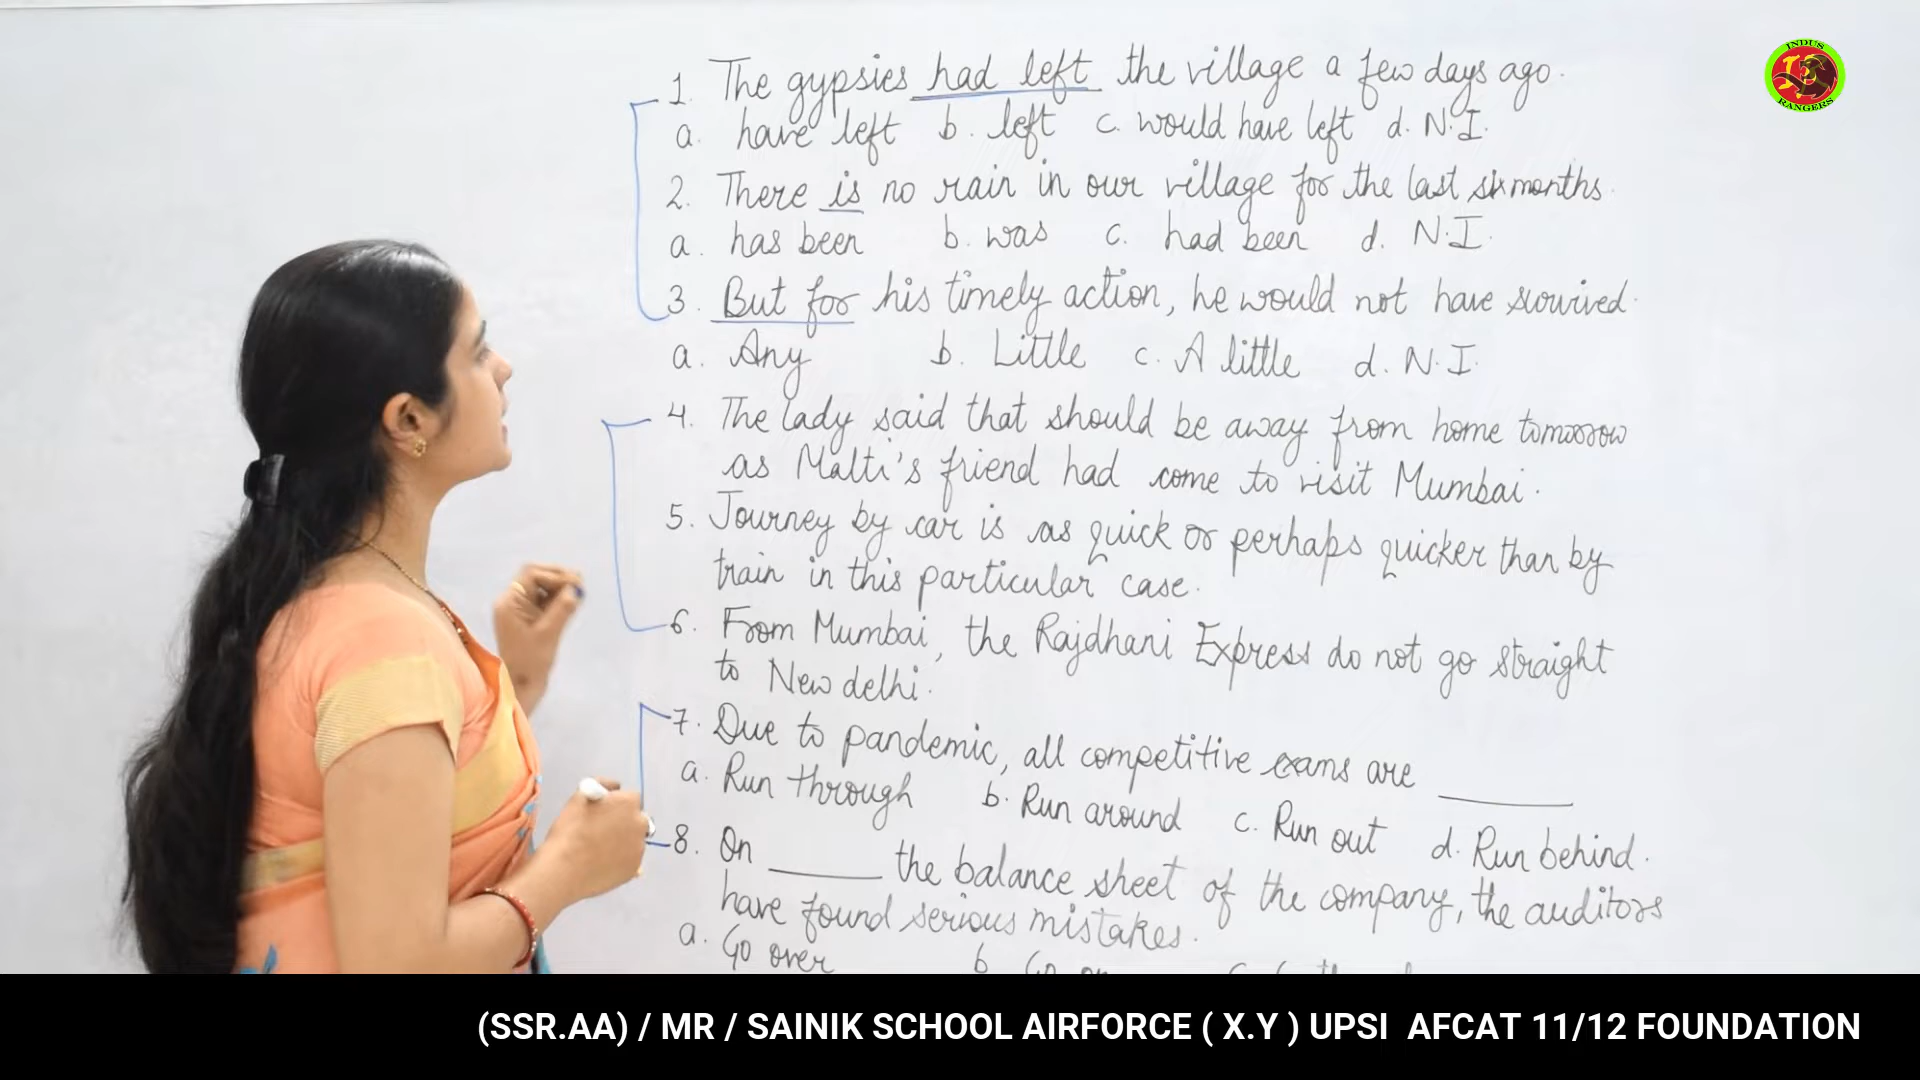 INDUS
RANGERS
1. The gypsies had left the village a few days ago.
a. have left b. left c. would have left d. N.I.
2. There is no rain in our village for the last six months.
a. has been b. was c. had been d. N.I.
3. But for his timely action, he would not have survived.
a. Any b. Little c. A little d. N.I.
4. The lady said that should be away from home tomorrow
as Malti's friend had come to visit Mumbai.
5. Journey by car is as quick or perhaps quicker than by
train in this particular case.
6. From Mumbai, the Rajdhani Express do not go straight
to New delhi.
7. Due to pandemic, all competitive exams are ______
a. Run through b. Run around c. Run out d. Run behind.
8. On ______ the balance sheet of the company, the auditors
have found serious mistakes.
a. Go over b
(SSR.AA) / MR / SAINIK SCHOOL AIRFORCE ( X.Y ) UPSI AFCAT 11/12 FOUNDATION